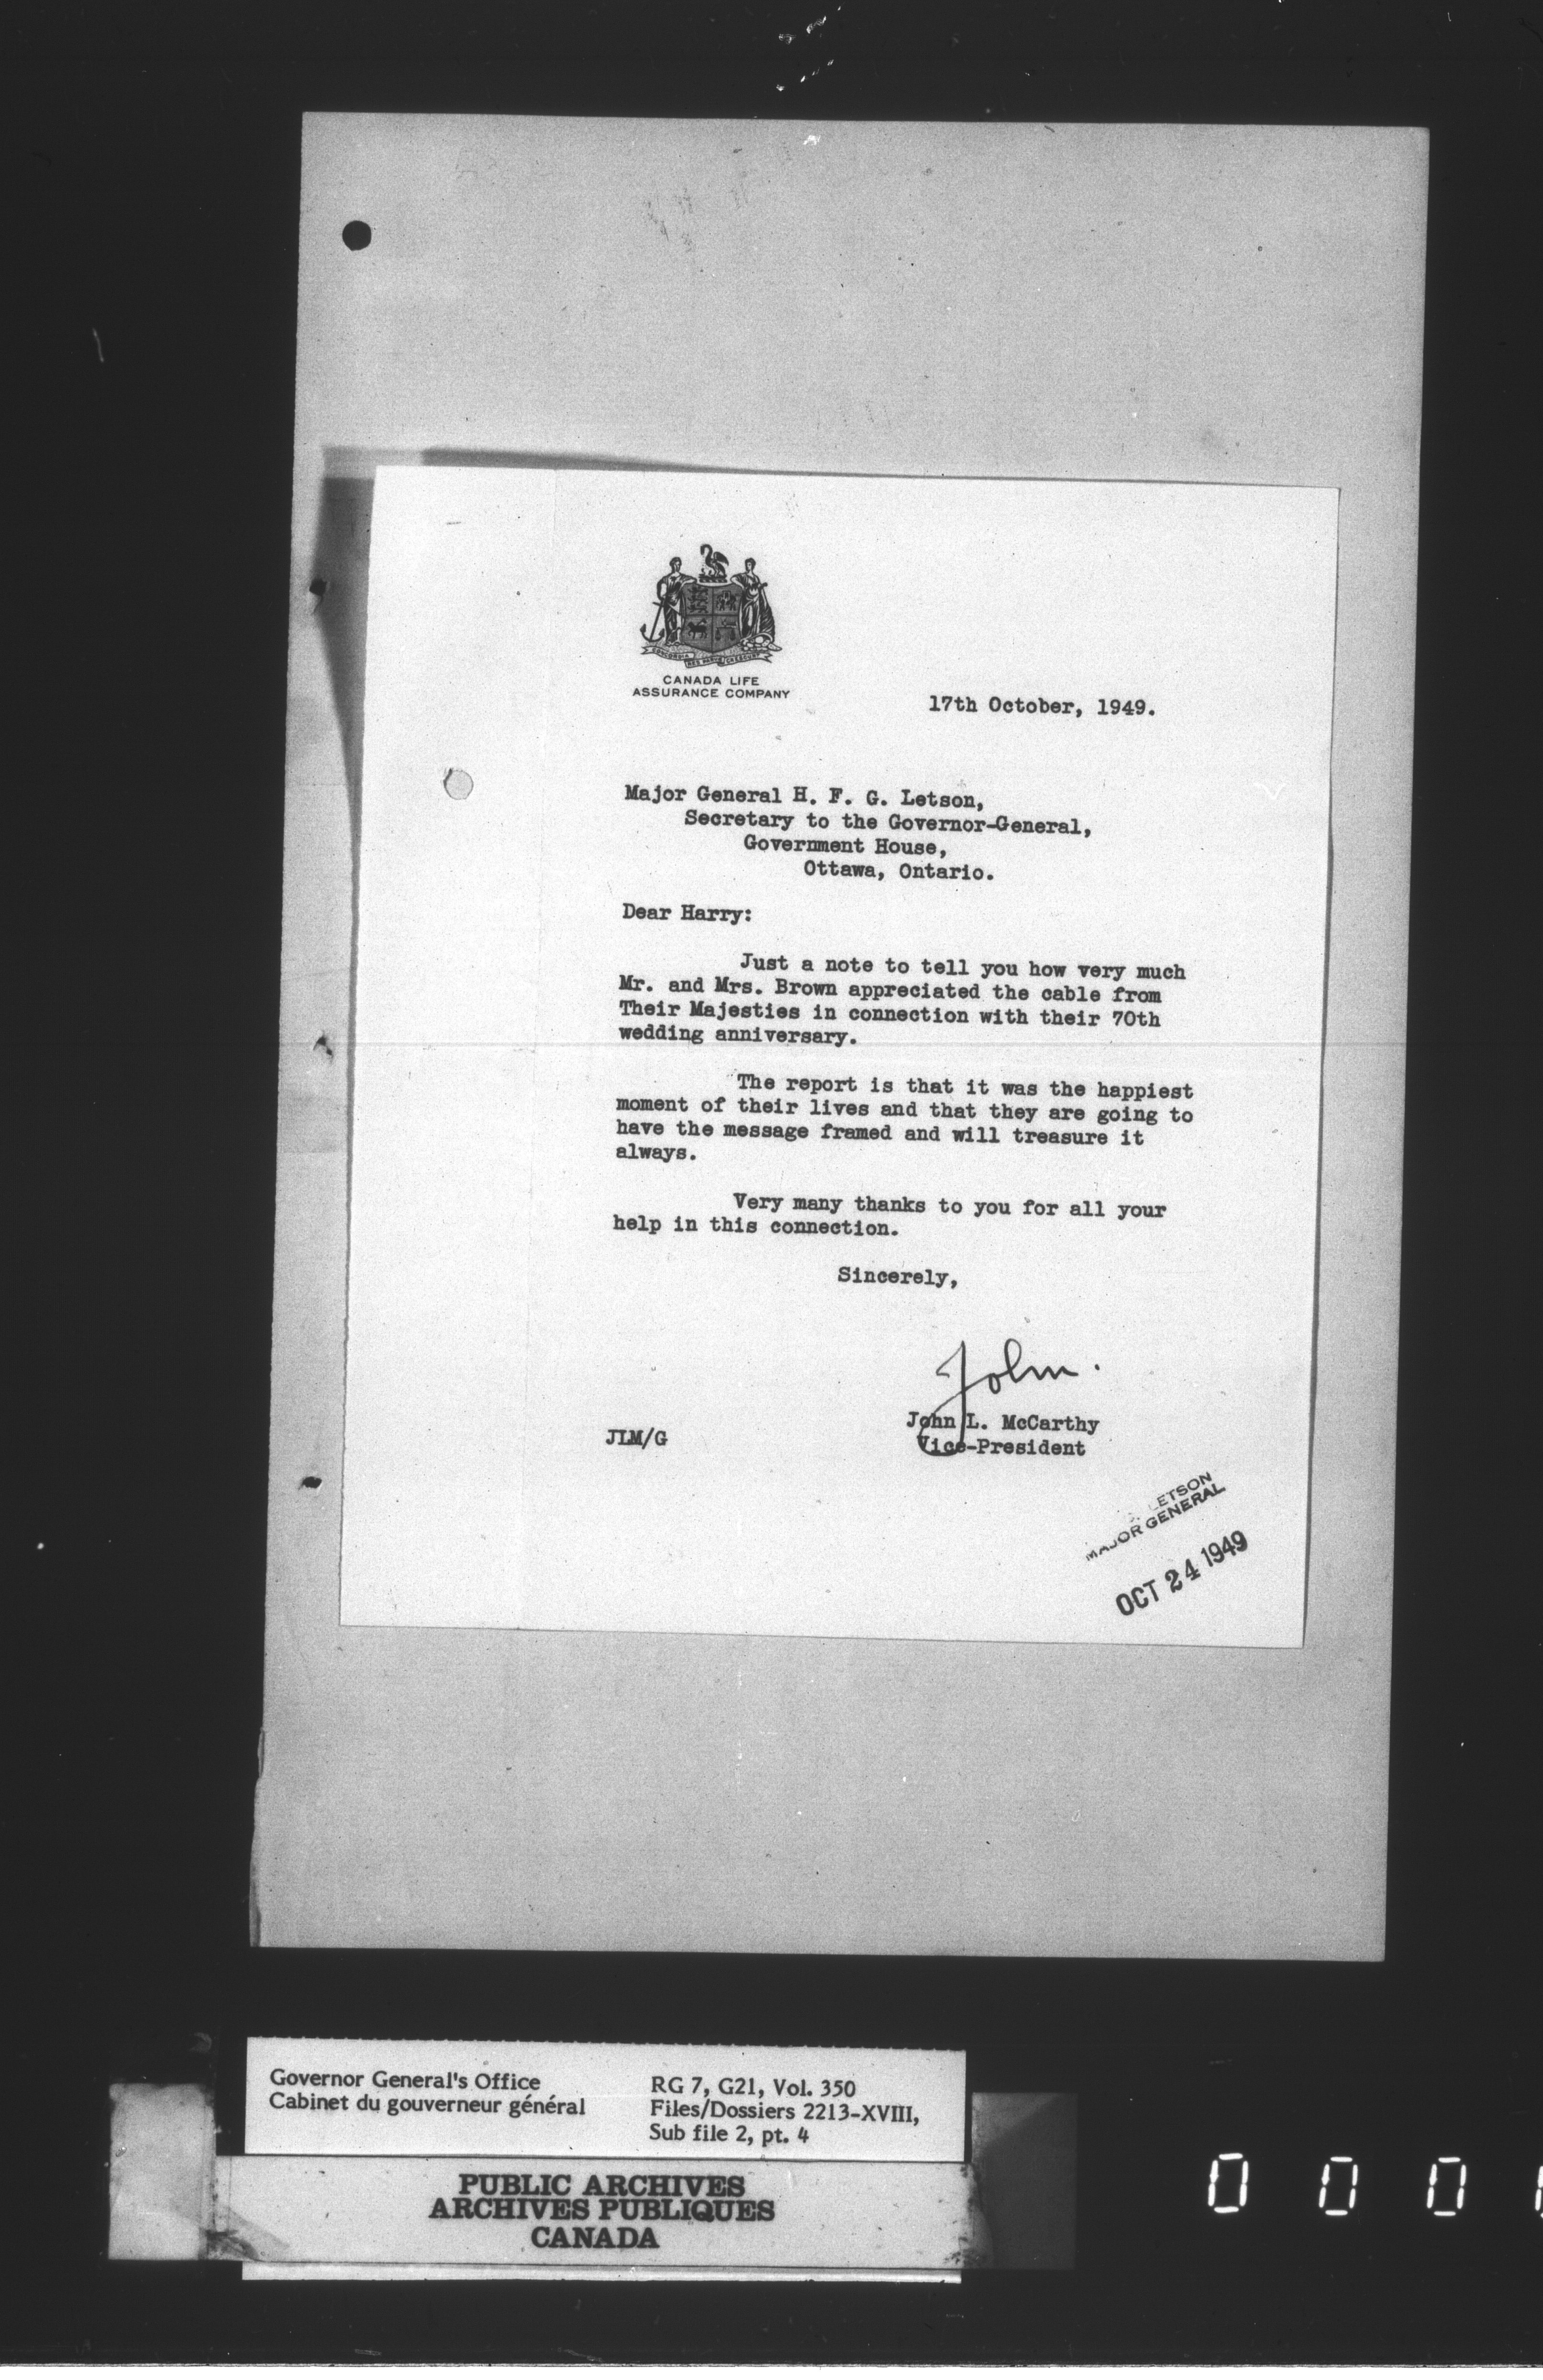 CANADA LIFE
ASSURANCE COMPANY
17th October, 1949.
Major General H. F. G. Letson,
Secretary to the Governor-General,
Government House,
Ottawa, Ontario.
Dear Harry:
Just a note to tell you how very much
Mr. and Mrs. Brown appreciated the cable from
Their Majesties in connection with their 70th
wedding anniversary.
The report is that it was the happiest
moment of their lives and that they are going to
have the message framed and will treasure it
always.
Very many thanks to you for all your
help in this connection.
Sincerely,
John.
John L. McCarthy
Vice-President
JLM/G
LETSON
MAJOR GENERAL
OCT 24 1949
Governor General's Office
Cabinet du gouverneur général
RG 7, G21, Vol. 350
Files/Dossiers 2213-XVIII,
Sub file 2, pt. 4
PUBLIC ARCHIVES
ARCHIVES PUBLIQUES
CANADA
0 0 0